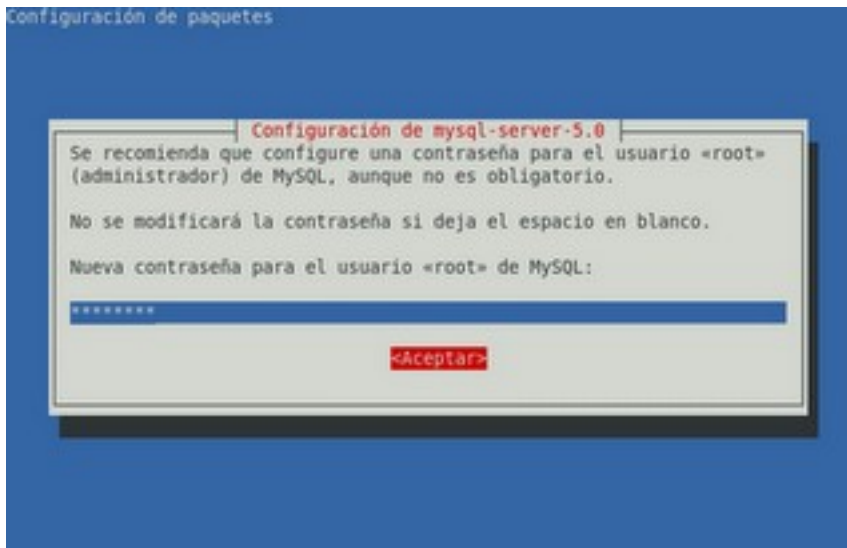 Configuración de paquetes
Configuración de mysql-server-5.0
Se recomienda que configure una contraseña para el usuario «root»
(administrador) de MySQL, aunque no es obligatorio.
No se modificará la contraseña si deja el espacio en blanco.
Nueva contraseña para el usuario «root» de MySQL:
********
<Aceptar>